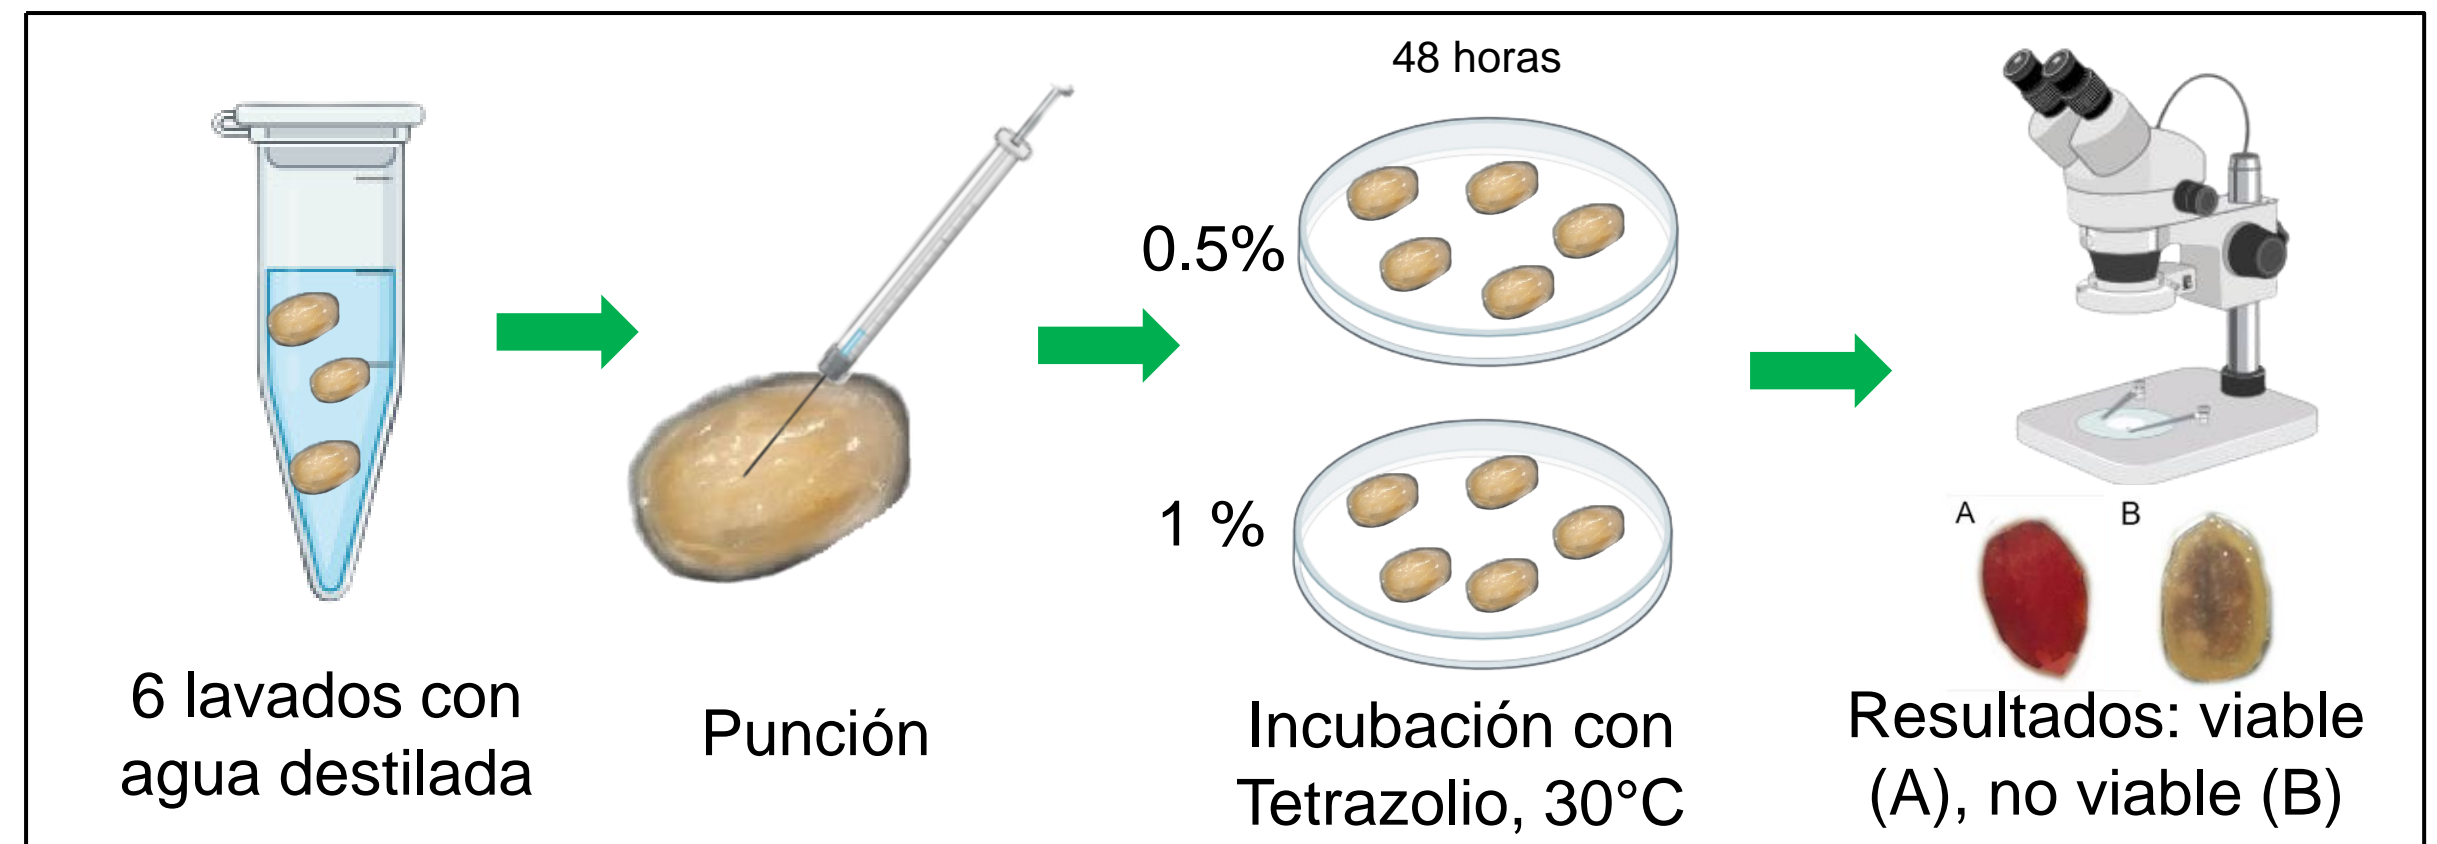 48 horas
0.5%
1 %
A
B
6 lavados con
agua destilada
Punción
Incubación con
Tetrazolio, 30°C
Resultados: viable
(A), no viable (B)